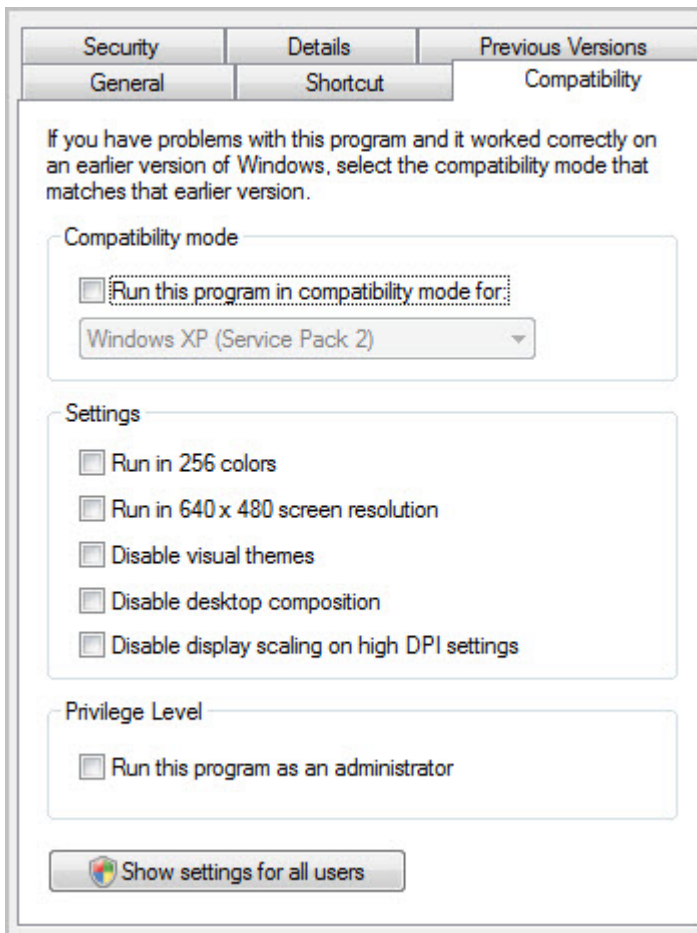 Security Details Previous Versions
General Shortcut Compatibility
If you have problems with this program and it worked correctly on
an earlier version of Windows, select the compatibility mode that
matches that earlier version.
Compatibility mode
Run this program in compatibility mode for:
Windows XP (Service Pack 2)
Settings
Run in 256 colors
Run in 640 x 480 screen resolution
Disable visual themes
Disable desktop composition
Disable display scaling on high DPI settings
Privilege Level
Run this program as an administrator
Show settings for all users